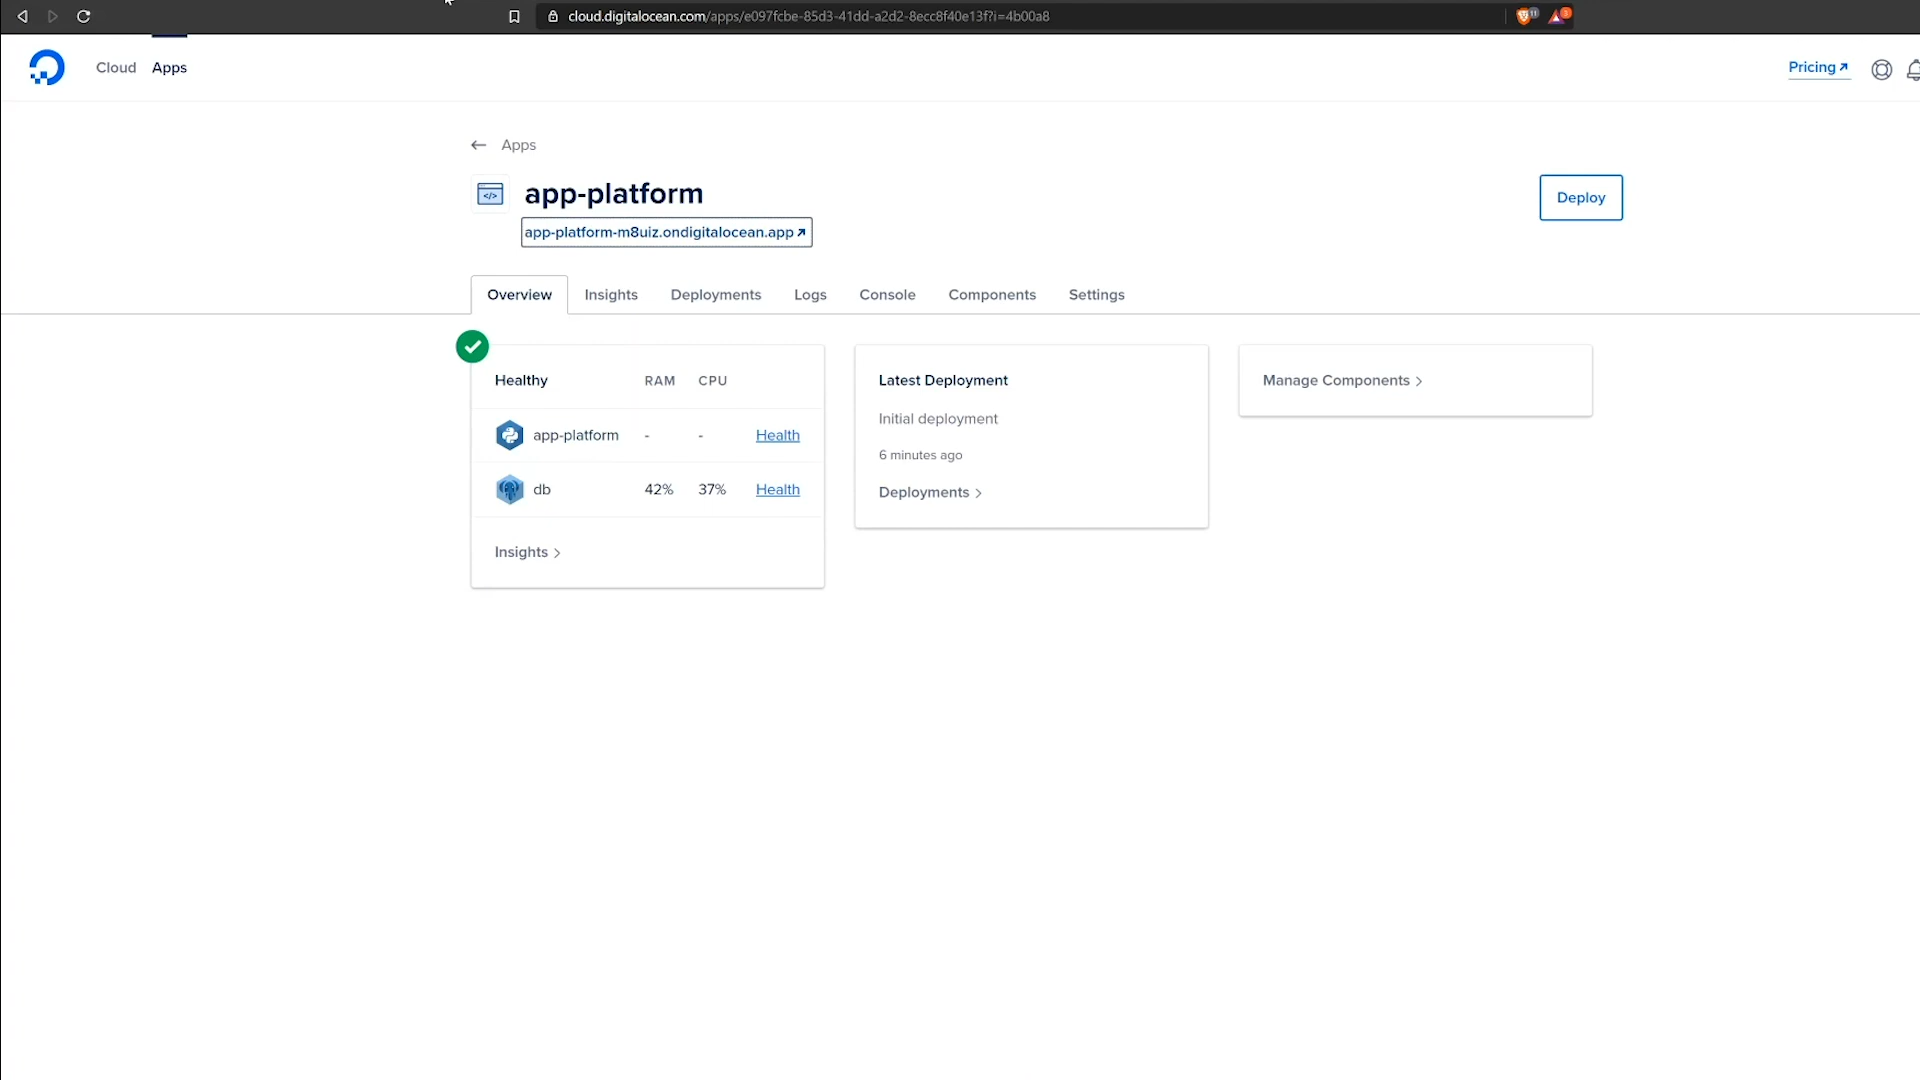 cloud.digitalocean.com/apps/e097fcbe-85d3-41dd-a2d2-8ecc8f40e13f?i=4b00a8
11
3
Cloud Apps
Pricing
Apps
app-platform
app-platform-m8uiz.ondigitalocean.app
Deploy
Overview Insights Deployments Logs Console Components Settings
Healthy RAM CPU
app-platform - - Health
db 42% 37% Health
Insights
Latest Deployment
Initial deployment
6 minutes ago
Deployments
Manage Components